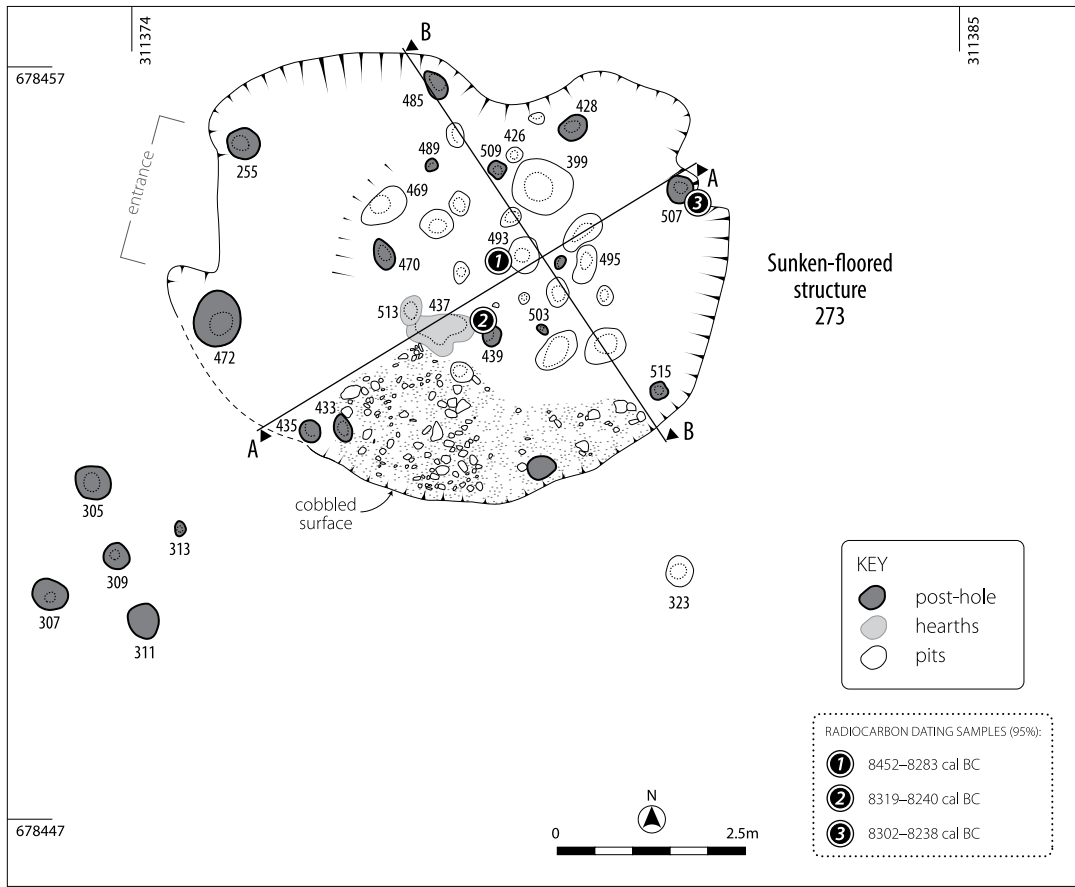 311374
311385
678457
B
485
428
426
509
489
399
255
entrance
469
A
507
3
493
1
495
470
Sunken-floored
structure
273
513
437
2
503
439
472
515
433
435
A
B
cobbled
surface
305
313
309
307
311
323
KEY
post-hole
hearths
pits
RADIOCARBON DATING SAMPLES (95%):
1 8452–8283 cal BC
2 8319–8240 cal BC
3 8302–8238 cal BC
N
0 2.5m
678447